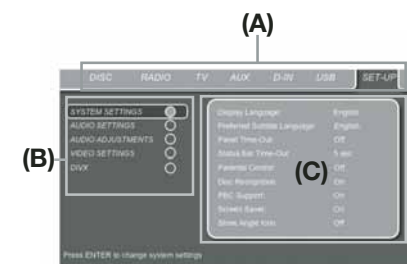 (A)
DISC RADIO TV AUX D-IN USB SET-UP
SYSTEM SETTINGS
AUDIO SETTINGS
AUDIO ADJUSTMENTS
VIDEO SETTINGS
DIVX
(B)
(C)
Display Language: English
Preferred Subtitle Language: English
Panel Time-Out: Off
Status Bar Time-Out: 5 sec
Parental Control: Off
Disc Recognition: On
PBC Support: On
Screen Saver: On
Show Angle Icon: Off
Press ENTER to change system settings